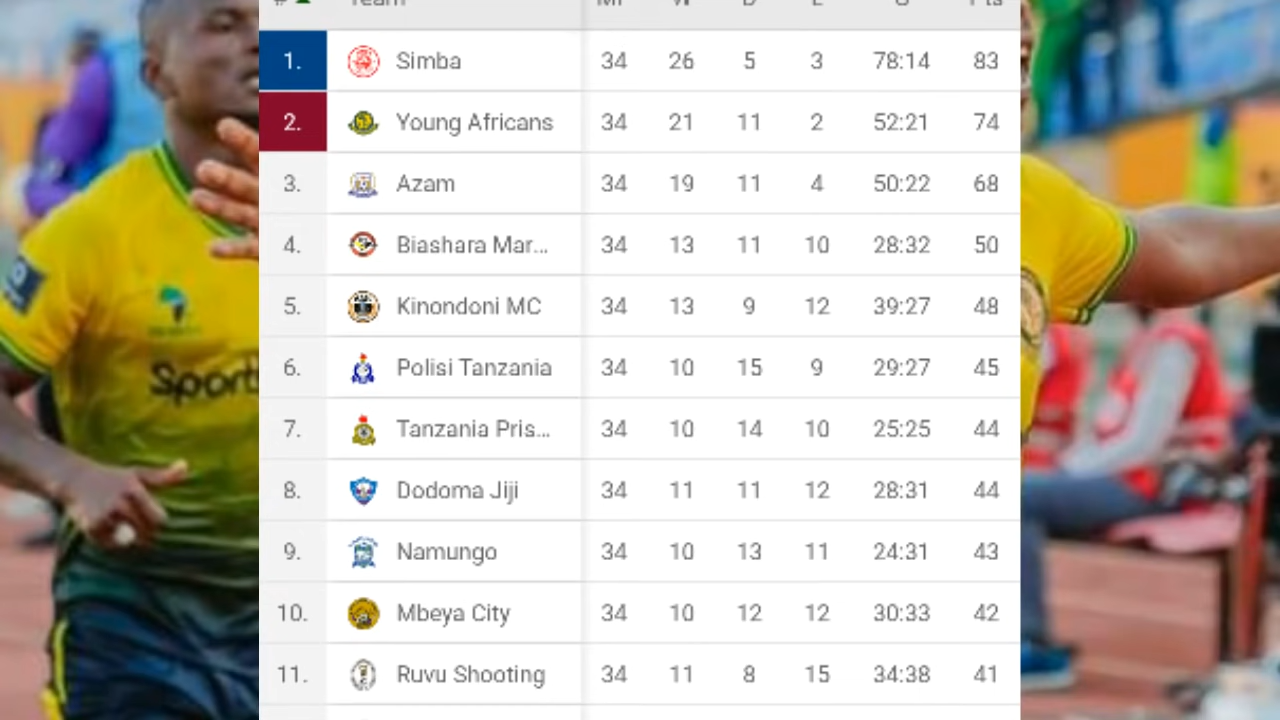 # Team MP W D L G Pts
1. Simba 34 26 5 3 78:14 83
2. Young Africans 34 21 11 2 52:21 74
3. Azam 34 19 11 4 50:22 68
4. Biashara Mar... 34 13 11 10 28:32 50
5. Kinondoni MC 34 13 9 12 39:27 48
6. Polisi Tanzania 34 10 15 9 29:27 45
7. Tanzania Pris... 34 10 14 10 25:25 44
8. Dodoma Jiji 34 11 11 12 28:31 44
9. Namungo 34 10 13 11 24:31 43
10. Mbeya City 34 10 12 12 30:33 42
11. Ruvu Shooting 34 11 8 15 34:38 41
Sport